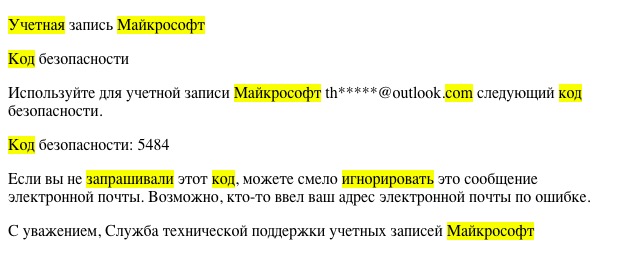 Учетная запись Майкрософт
Код безопасности
Используйте для учетной записи Майкрософт th*****@outlook.com следующий код
безопасности.
Код безопасности: 5484
Если вы не запрашивали этот код, можете смело игнорировать это сообщение
электронной почты. Возможно, кто-то ввел ваш адрес электронной почты по ошибке.
С уважением, Служба технической поддержки учетных записей Майкрософт